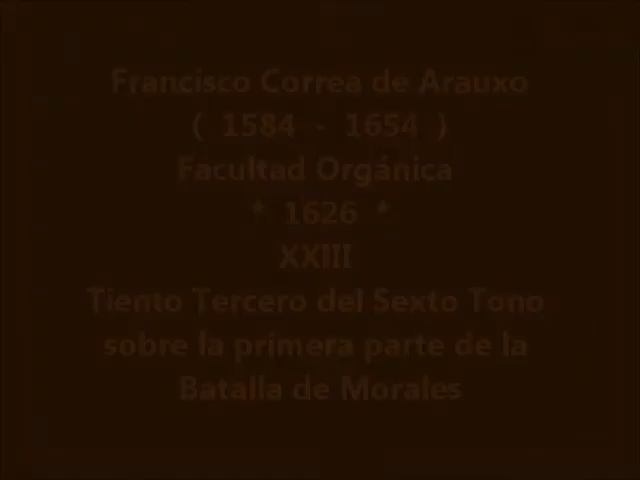 Francisco Correa de Arauxo
( 1584 - 1654 )
Facultad Orgánica
* 1626 *
XXIII
Tiento Tercero del Sexto Tono
sobre la primera parte de la
Batalla de Morales